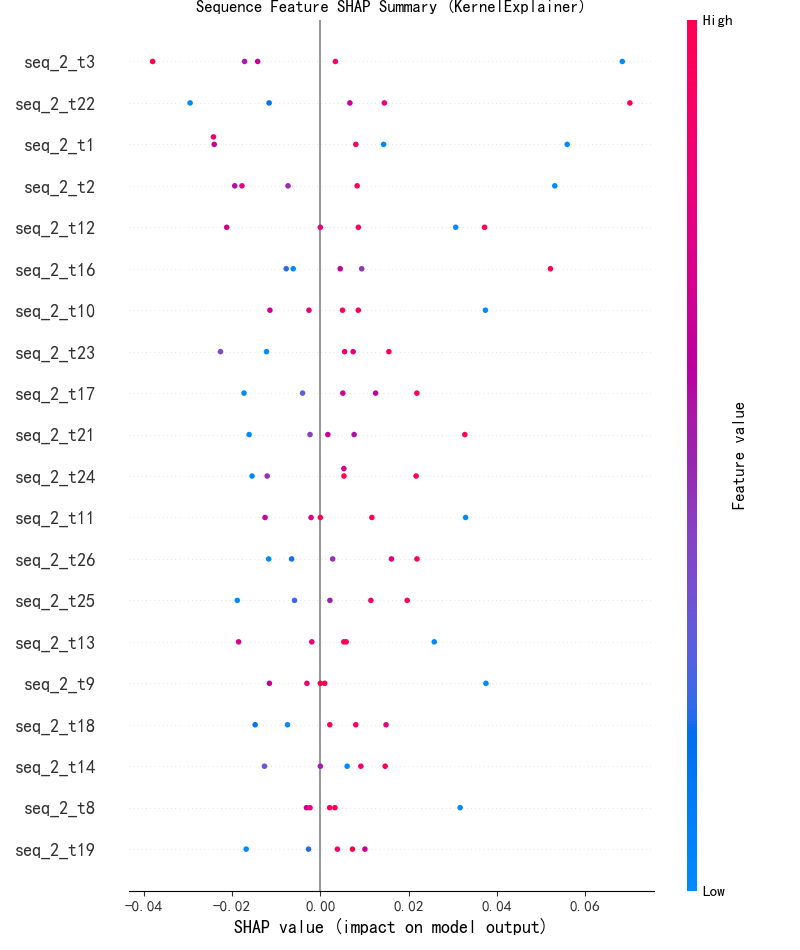 Sequence Feature SHAP Summary (KernelExplainer)
High
seq_2_t3
seq_2_t22
seq_2_t1
seq_2_t2
seq_2_t12
seq_2_t16
seq_2_t10
seq_2_t23
seq_2_t17
seq_2_t21
seq_2_t24
seq_2_t11
seq_2_t26
seq_2_t25
seq_2_t13
seq_2_t9
seq_2_t18
seq_2_t14
seq_2_t8
seq_2_t19
Feature value
Low
-0.04 -0.02 0.00 0.02 0.04 0.06
SHAP value (impact on model output)